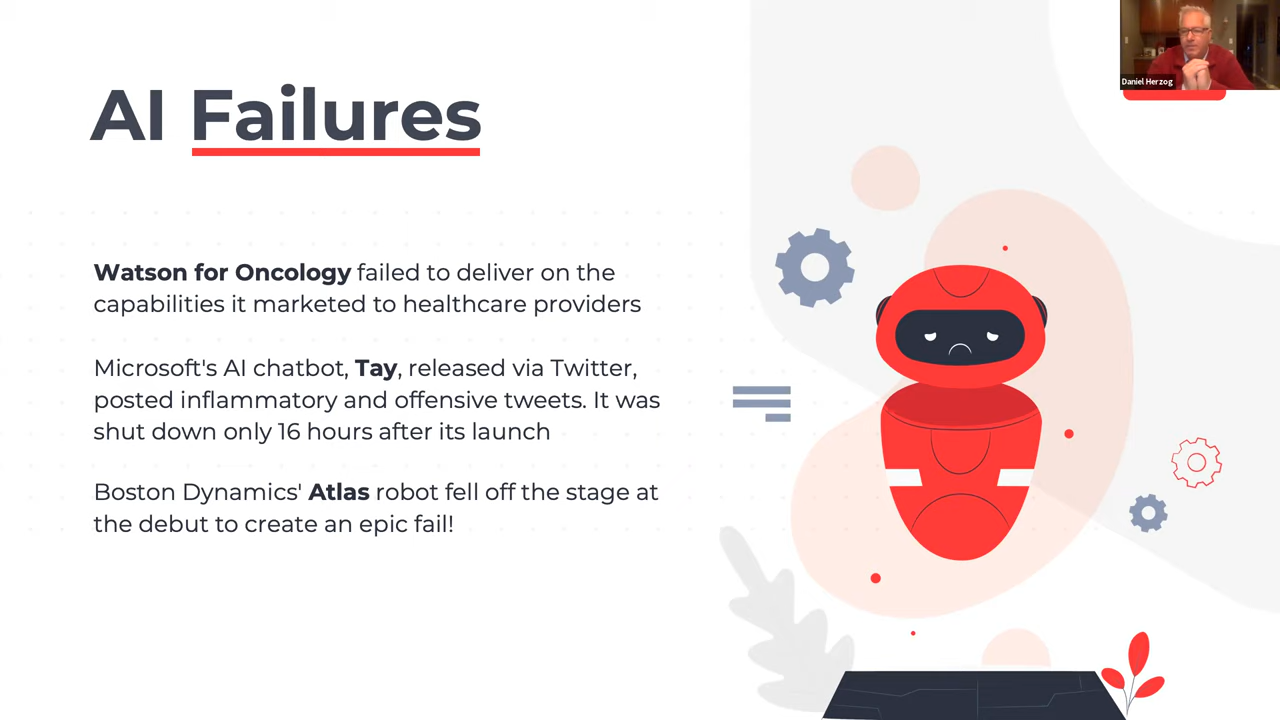 AI Failures
Watson for Oncology failed to deliver on the
capabilities it marketed to healthcare providers
Microsoft's AI chatbot, Tay, released via Twitter,
posted inflammatory and offensive tweets. It was
shut down only 16 hours after its launch
Boston Dynamics' Atlas robot fell off the stage at
the debut to create an epic fail!
Daniel Herzog